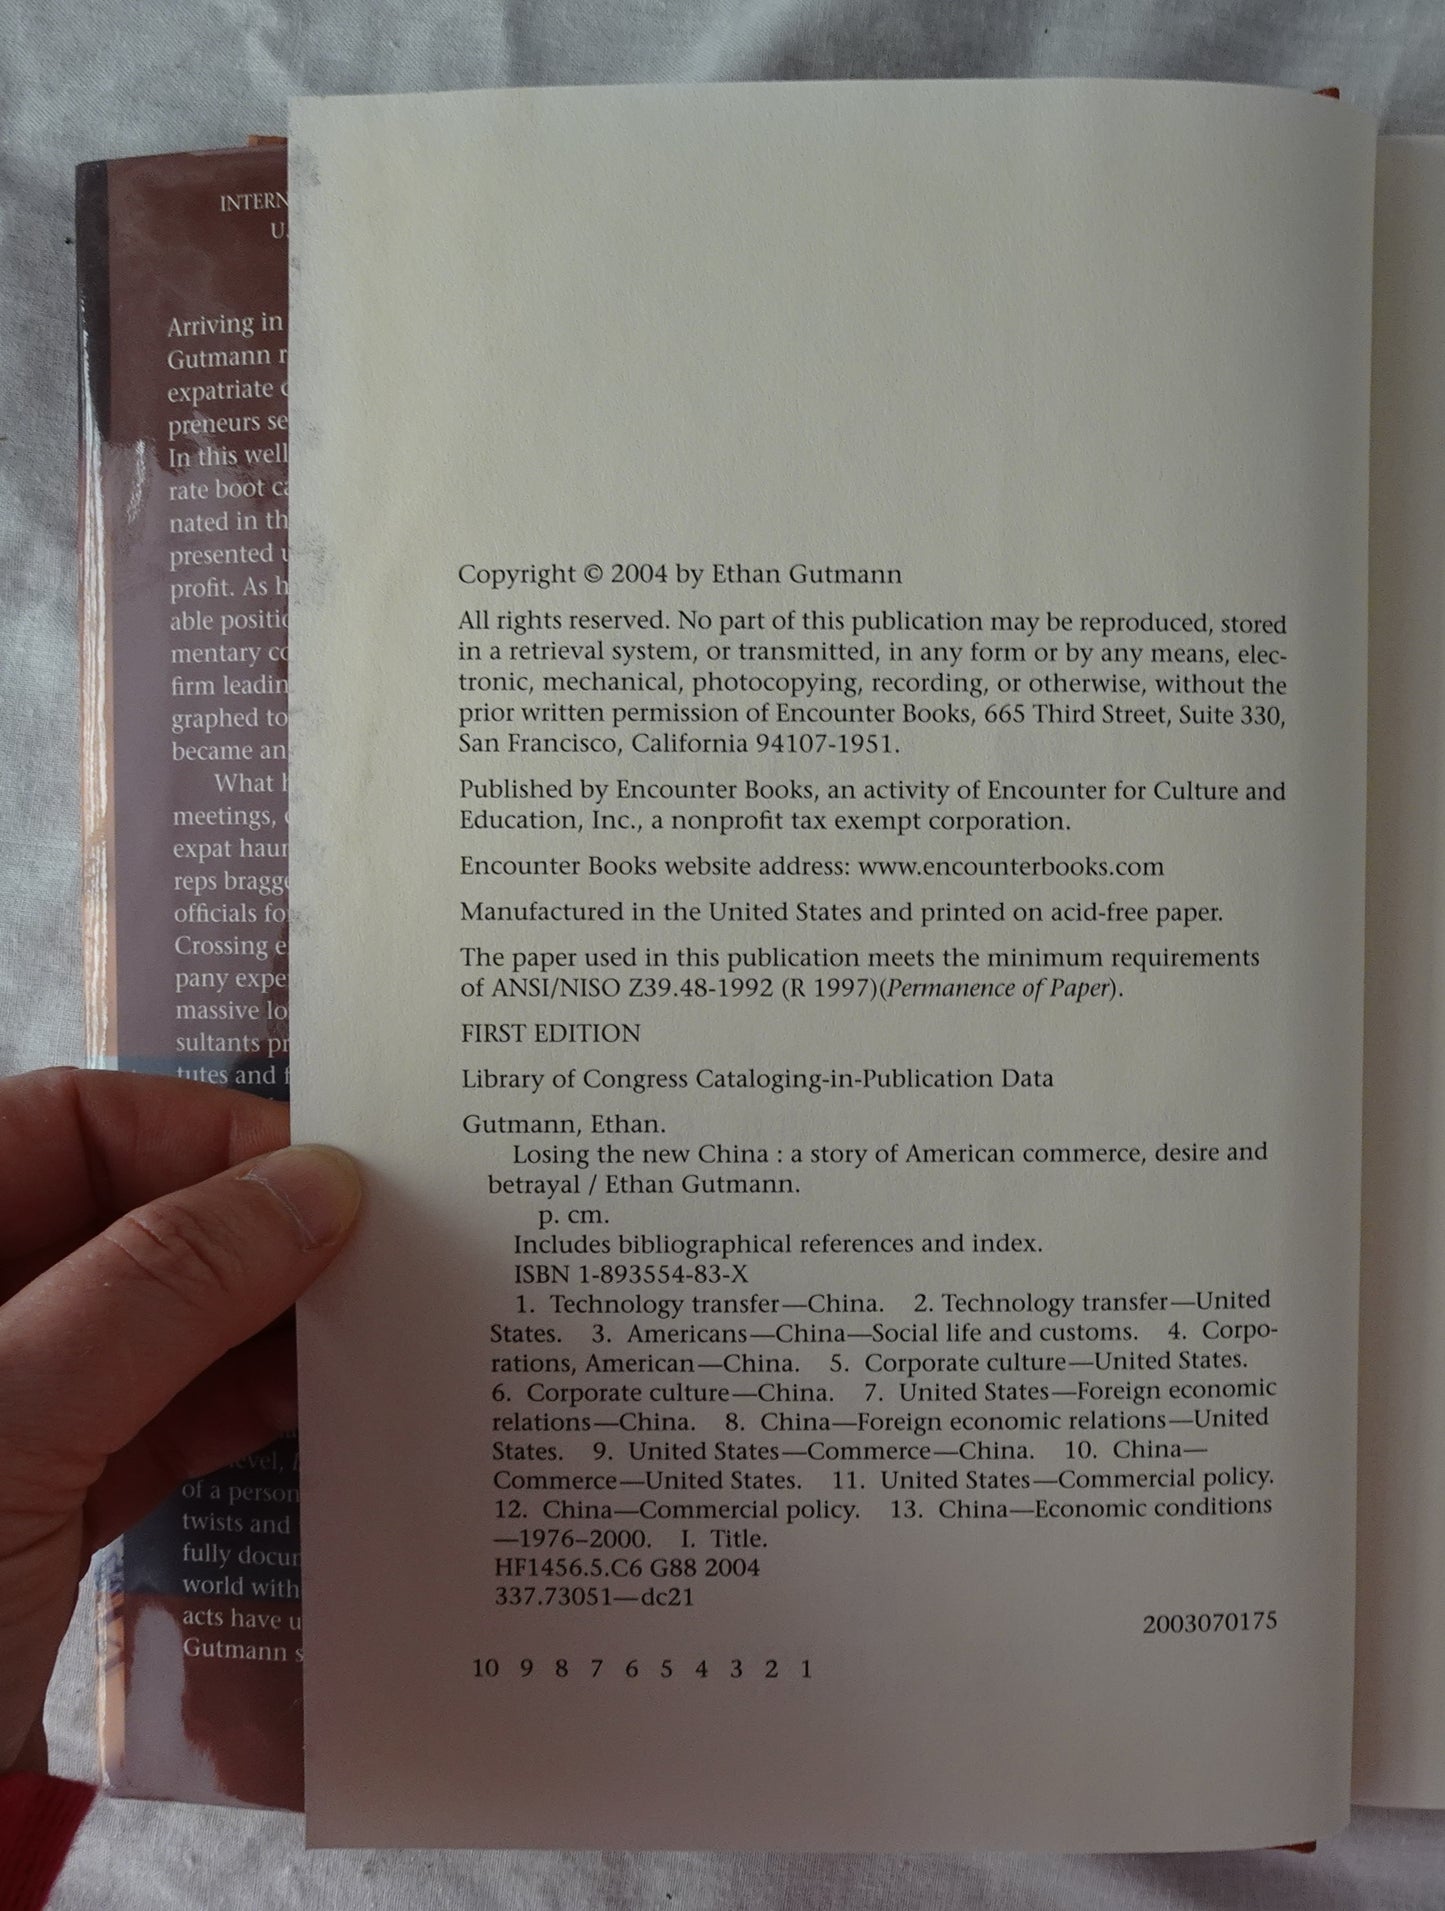 INTERN
U.
Arriving in
Gutmann r
expatriate
preneurs se
In this well
rate boot ca
nated in th
presented u
profit. As h
able positio
mentary co
firm leadin
graphed to
became an
What h
meetings,
expat haun
reps bragge
officials for
Crossing e
pany expe
massive lo
sultants pr
tutes and f
evel,
of a person
twists and
fully docum
world with
acts have u
Gutmann s
Copyright © 2004 by Ethan Gutmann
All rights reserved. No part of this publication may be reproduced, stored
in a retrieval system, or transmitted, in any form or by any means, elec-
tronic, mechanical, photocopying, recording, or otherwise, without the
prior written permission of Encounter Books, 665 Third Street, Suite 330,
San Francisco, California 94107-1951.
Published by Encounter Books, an activity of Encounter for Culture and
Education, Inc., a nonprofit tax exempt corporation.
Encounter Books website address: www.encounterbooks.com
Manufactured in the United States and printed on acid-free paper.
The paper used in this publication meets the minimum requirements
of ANSI/NISO Z39.48-1992 (R 1997)(Permanence of Paper).
FIRST EDITION
Library of Congress Cataloging-in-Publication Data
Gutmann, Ethan.
Losing the new China : a story of American commerce, desire and
betrayal / Ethan Gutmann.
p. cm.
Includes bibliographical references and index.
ISBN 1-893554-83-X
1. Technology transfer—China. 2. Technology transfer—United
States. 3. Americans—China—Social life and customs. 4. Corpo-
rations, American—China. 5. Corporate culture—United States.
6. Corporate culture—China. 7. United States—Foreign economic
relations—China. 8. China—Foreign economic relations—United
States. 9. United States—Commerce—China. 10. China—
Commerce—United States. 11. United States—Commercial policy.
12. China—Commercial policy. 13. China—Economic conditions
—1976–2000. I. Title.
HF1456.5.C6 G88 2004
337.73051—dc21
2003070175
10 9 8 7 6 5 4 3 2 1